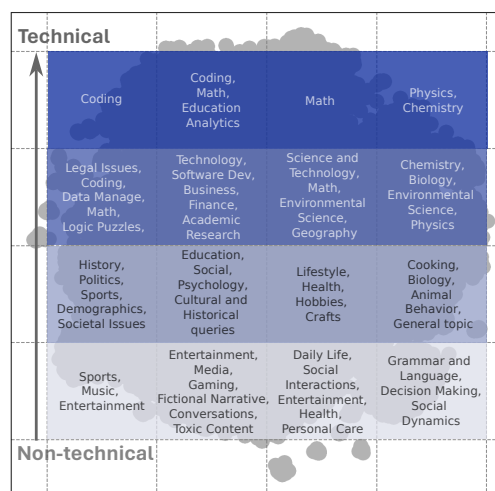 Technical
Coding
Coding,
Math,
Education
Analytics
Math
Physics,
Chemistry
Legal Issues,
Coding,
Data Manage,
Math,
Logic Puzzles,
Technology,
Software Dev,
Business,
Finance,
Academic
Research
Science and
Technology,
Math,
Environmental
Science,
Geography
Chemistry,
Biology,
Environmental
Science,
Physics
History,
Politics,
Sports,
Demographics,
Societal Issues
Education,
Social,
Psychology,
Cultural and
Historical
queries
Lifestyle,
Health,
Hobbies,
Crafts
Cooking,
Biology,
Animal
Behavior,
General topic
Sports,
Music,
Entertainment
Entertainment,
Media,
Gaming,
Fictional Narrative,
Conversations,
Toxic Content
Daily Life,
Social
Interactions,
Entertainment,
Health,
Personal Care
Grammar and
Language,
Decision Making,
Social
Dynamics
Non-technical